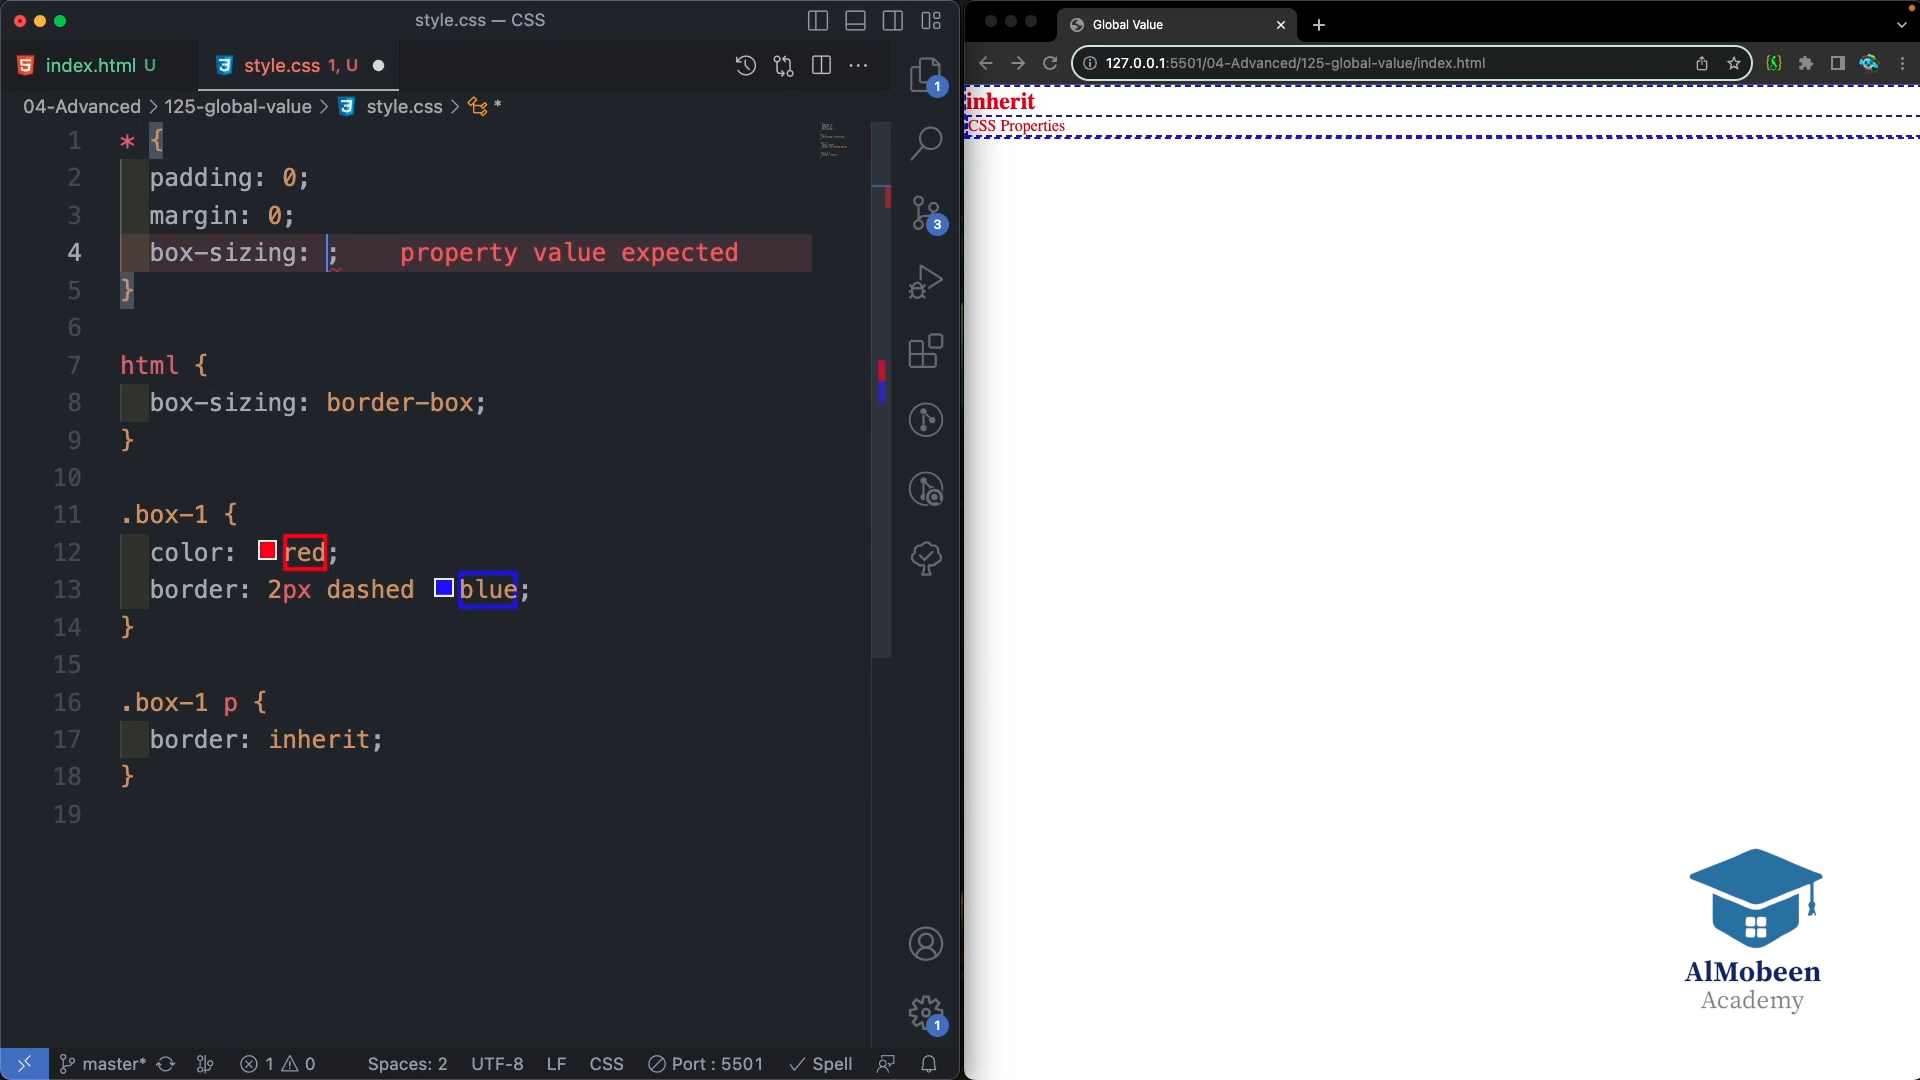 style.css — CSS
index.html U
style.css 1, U
04-Advanced > 125-global-value > style.css > *
1 * {
2 padding: 0;
3 margin: 0;
4 box-sizing: ; property value expected
5 }
6
7 html {
8 box-sizing: border-box;
9 }
10
11 .box-1 {
12 color: red;
13 border: 2px dashed blue;
14 }
15
16 .box-1 p {
17 border: inherit;
18 }
19
1
3
1
master* 1 0 Spaces: 2 UTF-8 LF CSS Port : 5501 Spell
Global Value
127.0.0.1:5501/04-Advanced/125-global-value/index.html
inherit
CSS Properties
AlMobeen
Academy